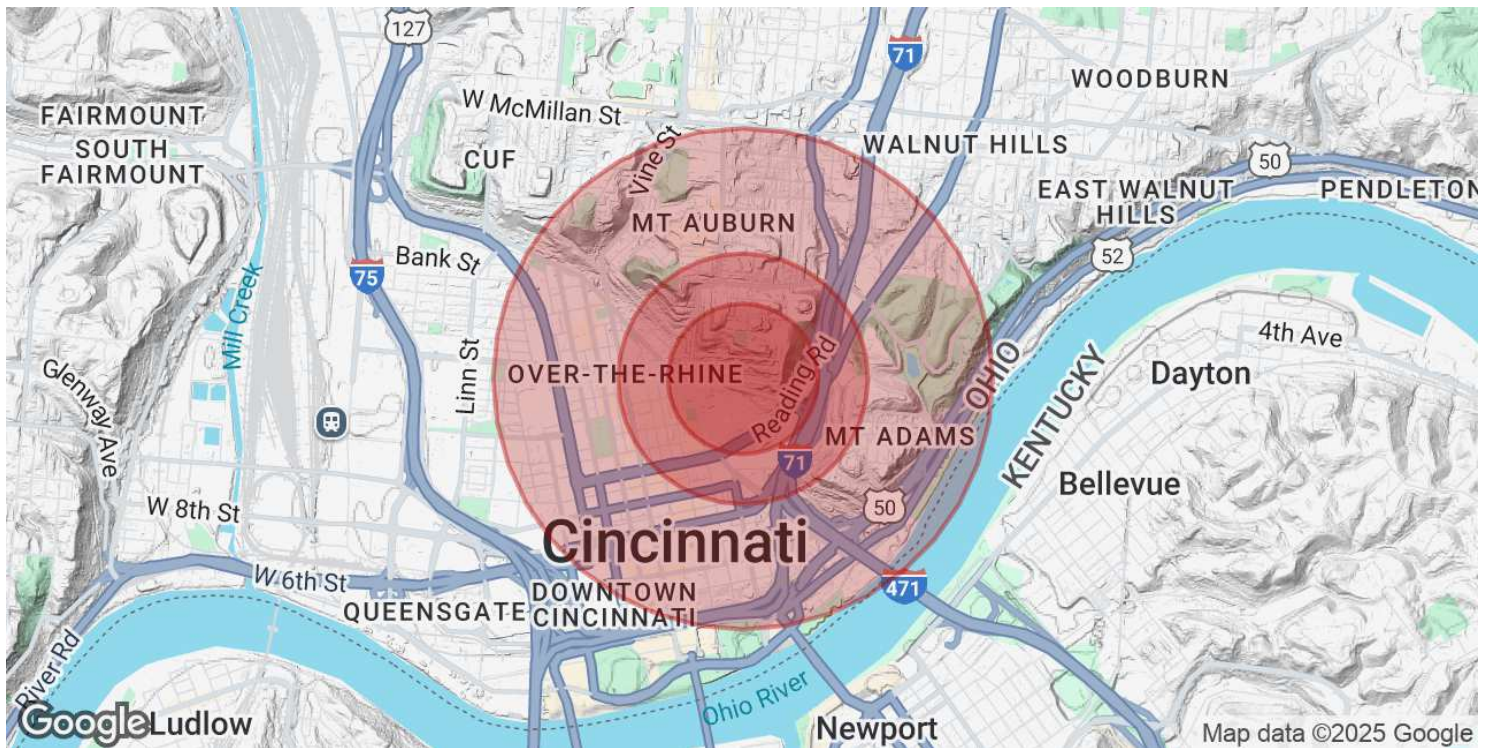 127
71
WOODBURN
W McMillan St
FAIRMOUNT
SOUTH
FAIRMOUNT
CUF
Vine St
WALNUT HILLS
50
EAST WALNUT
HILLS
PENDLETON
MT AUBURN
52
Bank St
75
Mill Creek
Linn St
OVER-THE-RHINE
Reading Rd
OHIO
KENTUCKY
4th Ave
Dayton
Glenway Ave
MT ADAMS
71
Bellevue
W 8th St
50
Cincinnati
W 6th St
471
DOWNTOWN
CINCINNATI
QUEENSGATE
River Rd
Ohio River
Google
Ludlow
Newport
Map data ©2025 Google